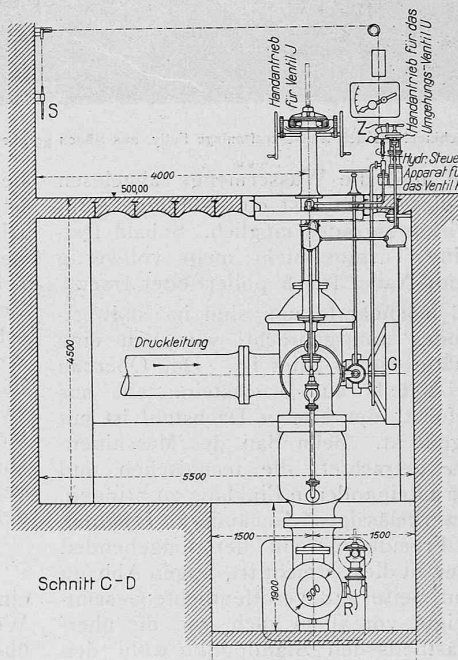 S
Handantrieb
für Ventil J
Handantrieb für das
Umgehungs-Ventil U
Z
Hydr. Steuer
Apparat für
das Ventil
4000
500,00
4500
Druckleitung
G
5500
1500
1500
1900
500
R
Schnitt C-D